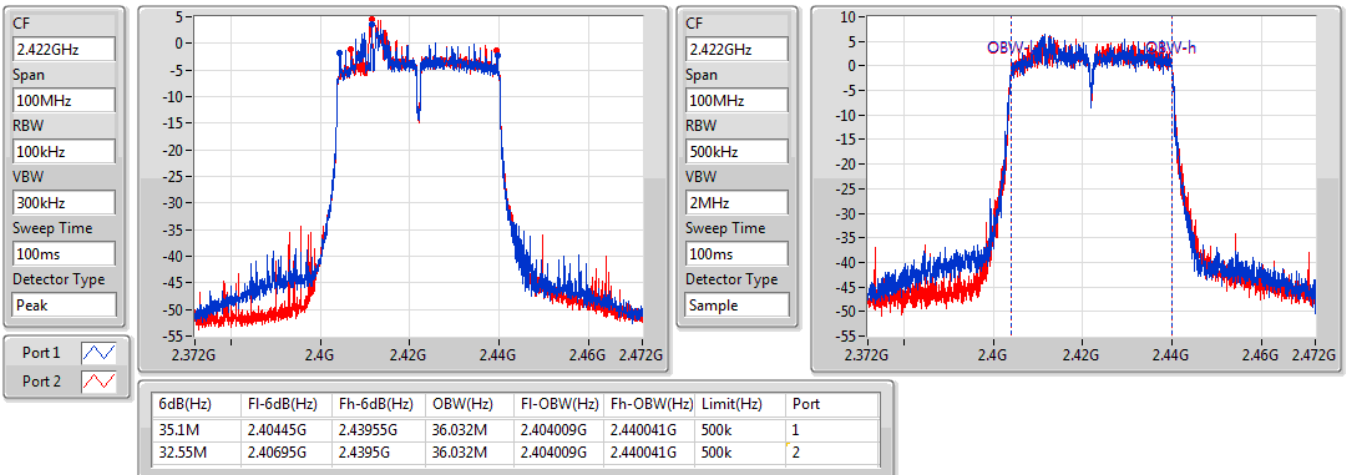 CF
2.422GHz
Span
100MHz
RBW
100kHz
VBW
300kHz
Sweep Time
100ms
Detector Type
Peak
Port 1
Port 2
5
0
-5
-10
-15
-20
-25
-30
-35
-40
-45
-50
-55
2.372G 2.4G 2.42G 2.44G 2.46G 2.472G
CF
2.422GHz
Span
100MHz
RBW
500kHz
VBW
2MHz
Sweep Time
100ms
Detector Type
Sample
10
5
0
-5
-10
-15
-20
-25
-30
-35
-40
-45
-50
-55
OBW-l OBW-h
2.372G 2.4G 2.42G 2.44G 2.46G 2.472G
6dB(Hz) Fl-6dB(Hz) Fh-6dB(Hz) OBW(Hz) Fl-OBW(Hz) Fh-OBW(Hz) Limit(Hz) Port
35.1M 2.40445G 2.43955G 36.032M 2.404009G 2.440041G 500k 1
32.55M 2.40695G 2.4395G 36.032M 2.404009G 2.440041G 500k 2